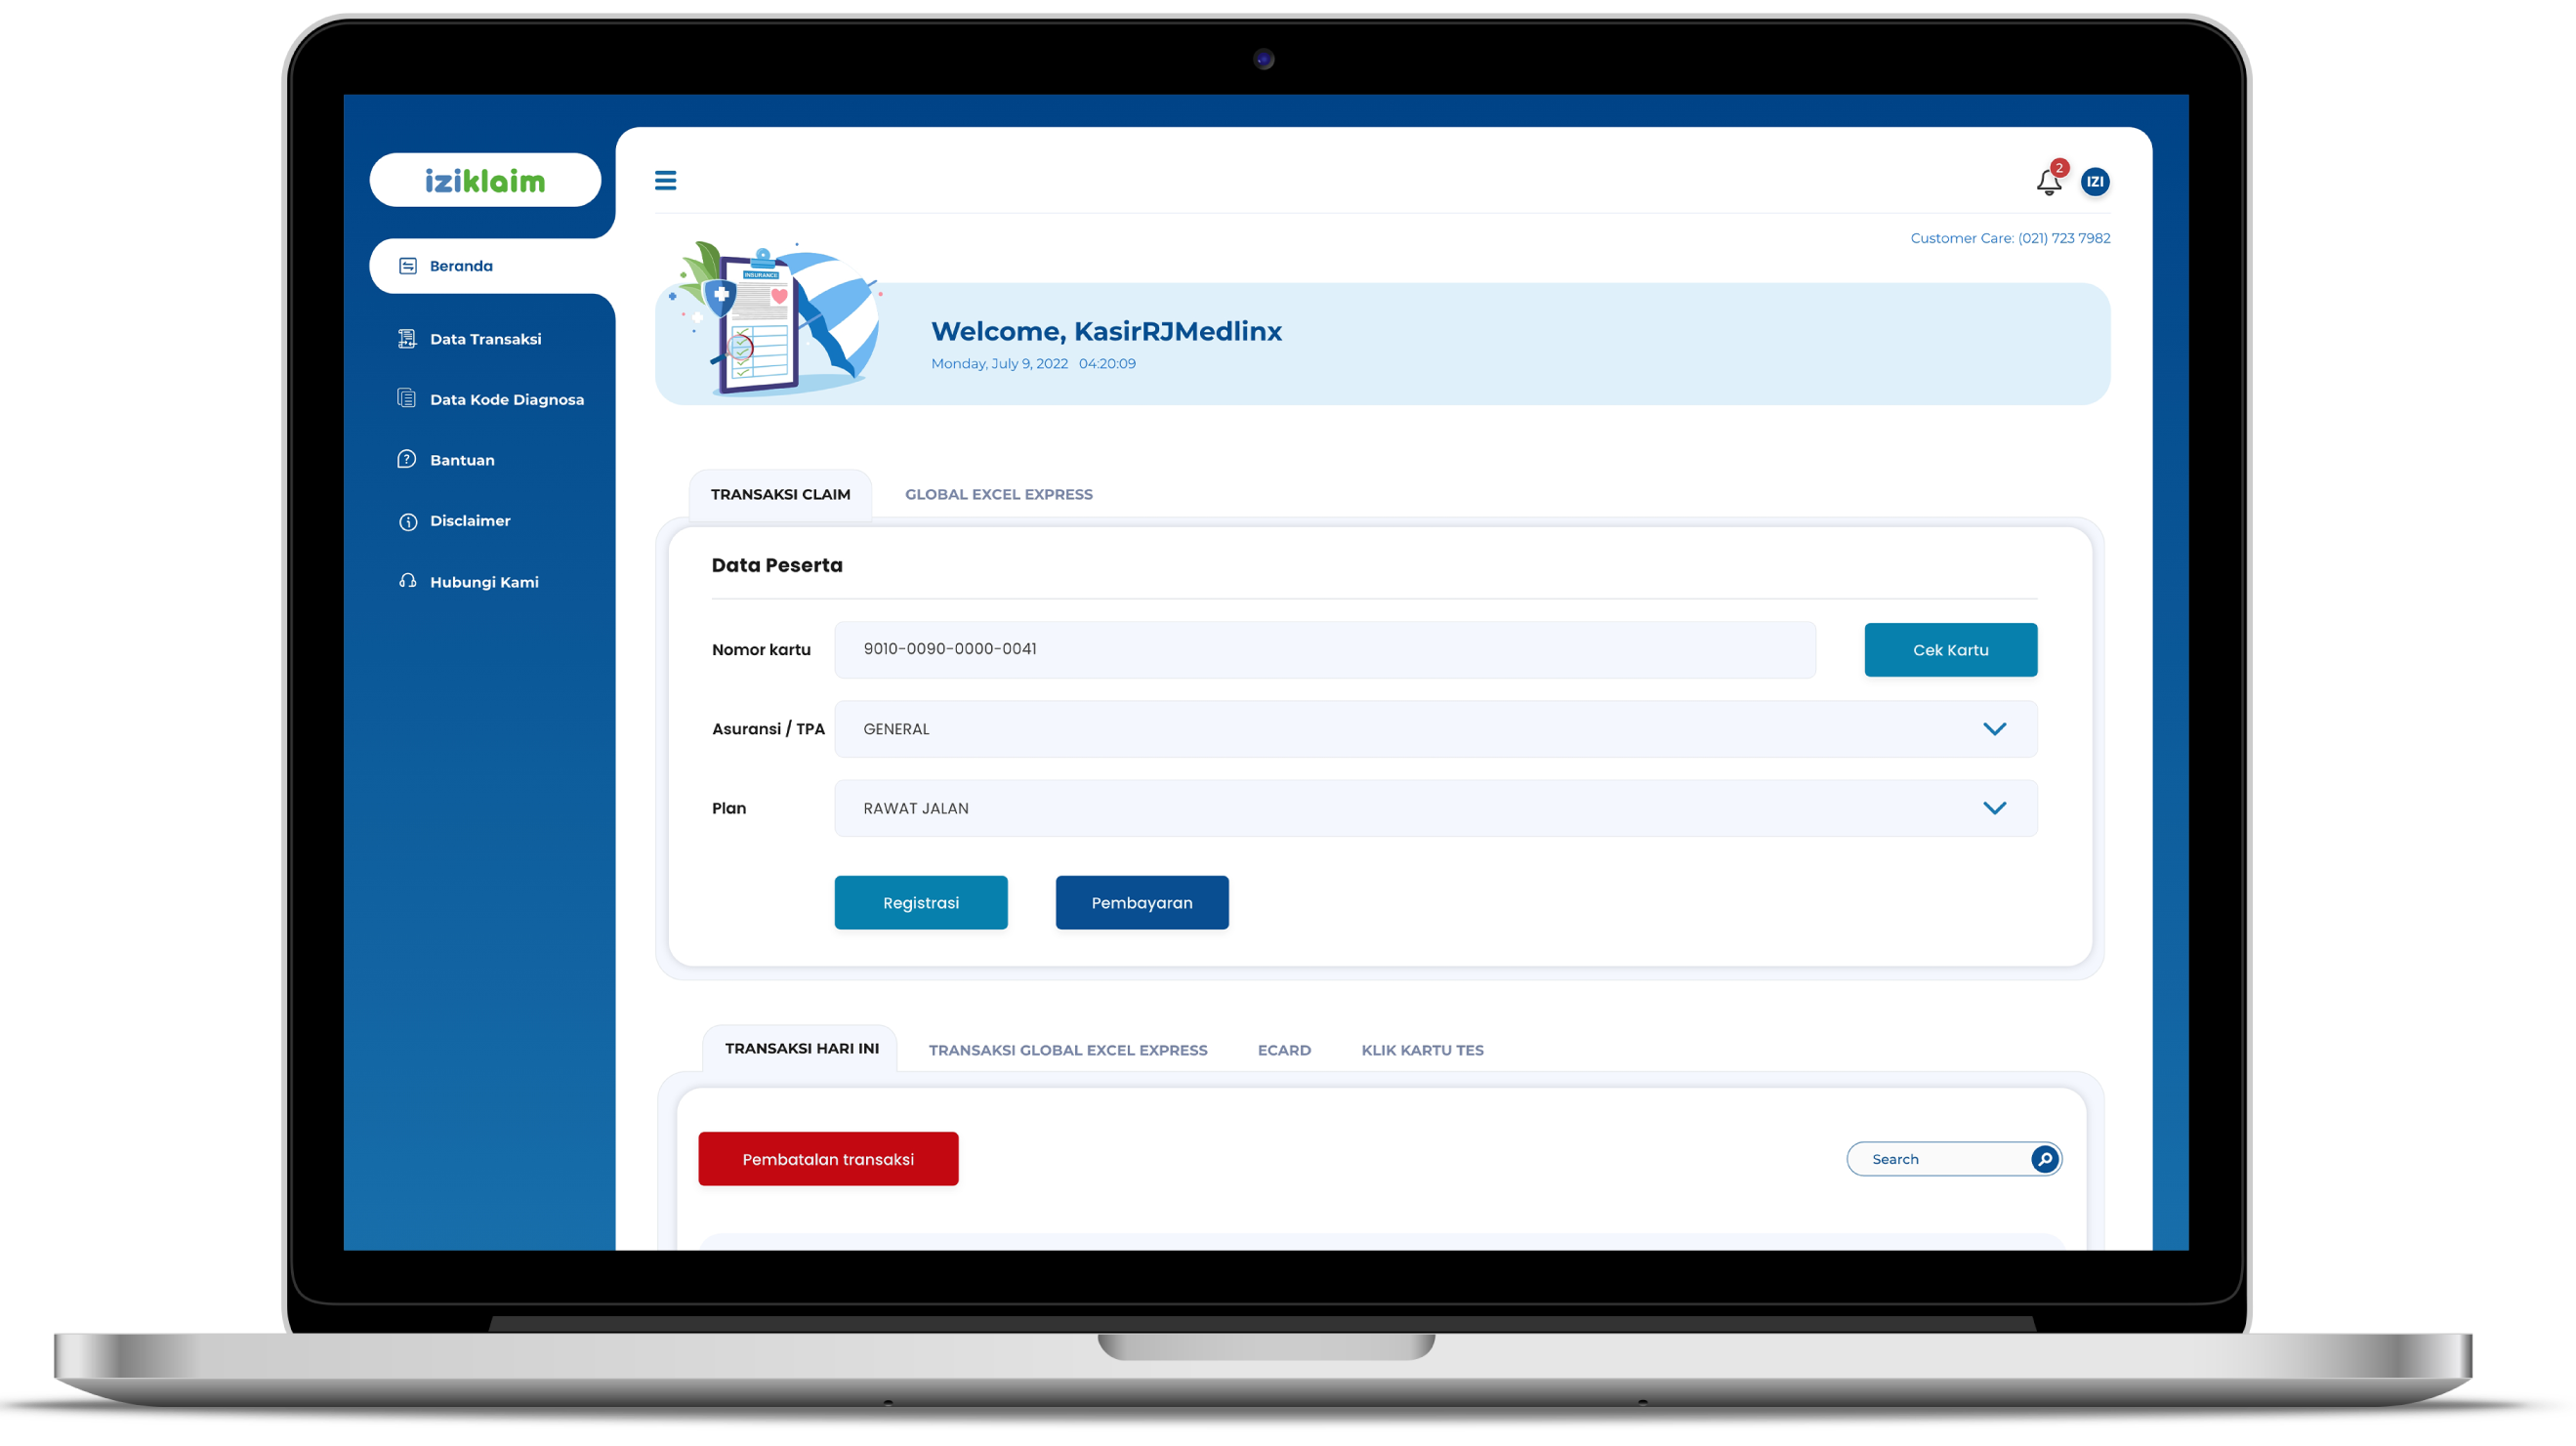 iziklaim
2
IZI
Customer Care: (021) 723 7982
Beranda
Data Transaksi
Data Kode Diagnosa
Bantuan
Disclaimer
Hubungi Kami
INSURANCE
Welcome, KasirRJMedlinx
Monday, July 9, 2022 04:20:09
TRANSAKSI CLAIM GLOBAL EXCEL EXPRESS
Data Peserta
Nomor kartu 9010-0090-0000-0041 Cek Kartu
Asuransi / TPA GENERAL
Plan RAWAT JALAN
Registrasi Pembayaran
TRANSAKSI HARI INI TRANSAKSI GLOBAL EXCEL EXPRESS ECARD KLIK KARTU TES
Pembatalan transaksi Search